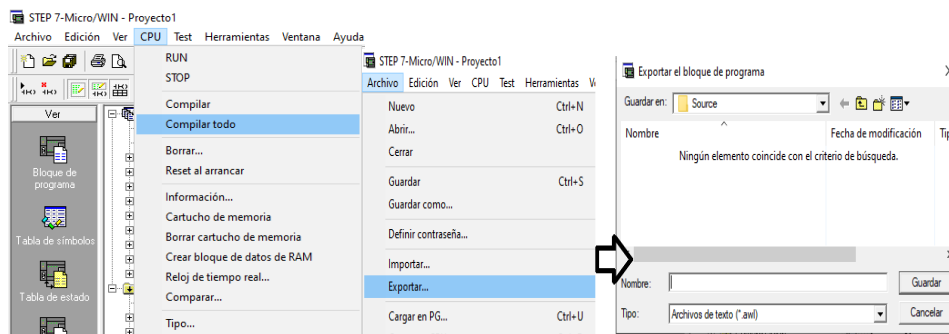 STEP 7-Micro/WIN - Proyecto1
Archivo Edición Ver CPU Test Herramientas Ventana Ayuda
Ver
Bloque de
programa
Tabla de símbolos
Tabla de estado
RUN
STOP
Compilar
Compilar todo
Borrar...
Reset al arrancar
Información...
Cartucho de memoria
Borrar cartucho de memoria
Crear bloque de datos de RAM
Reloj de tiempo real...
Comparar...
Tipo...
STEP 7-Micro/WIN - Proyecto1
Archivo Edición Ver CPU Test Herramientas
Nuevo Ctrl+N
Abrir... Ctrl+O
Cerrar
Guardar Ctrl+S
Guardar como...
Definir contraseña...
Importar...
Exportar...
Cargar en PG... Ctrl+U
Exportar el bloque de programa
Guardar en: Source
Nombre Fecha de modificación Tip
Ningún elemento coincide con el criterio de búsqueda.
Nombre: Guardar
Tipo: Archivos de texto (*.awl) Cancelar